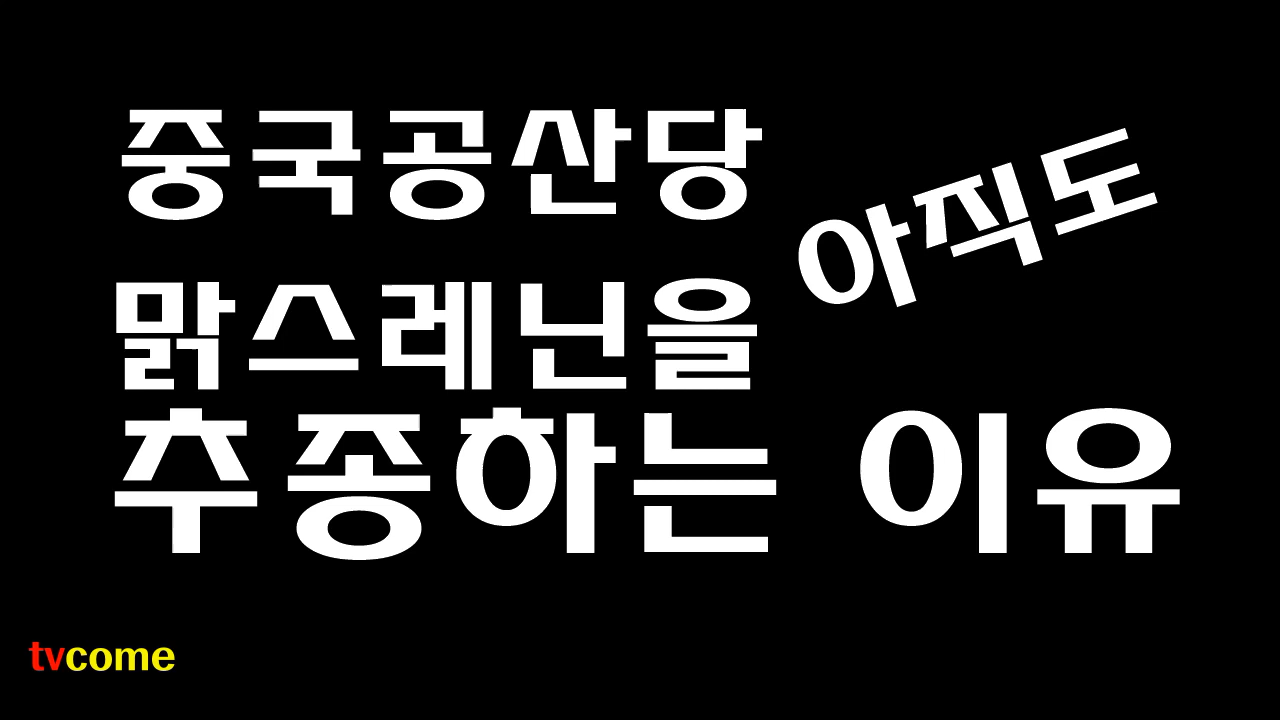 중국공산당
아직도
맑스레닌을
추종하는 이유
tvcome